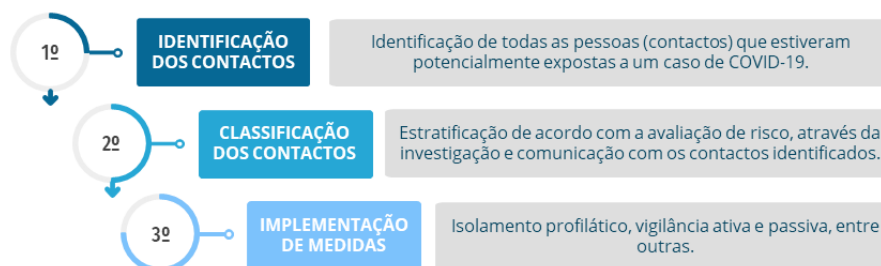 1º
IDENTIFICAÇÃO
DOS CONTACTOS
Identificação de todas as pessoas (contactos) que estiveram
potencialmente expostas a um caso de COVID-19.
2º
CLASSIFICAÇÃO
DOS CONTACTOS
Estratificação de acordo com a avaliação de risco, através da
investigação e comunicação com os contactos identificados.
3º
IMPLEMENTAÇÃO
DE MEDIDAS
Isolamento profilático, vigilância ativa e passiva, entre
outras.